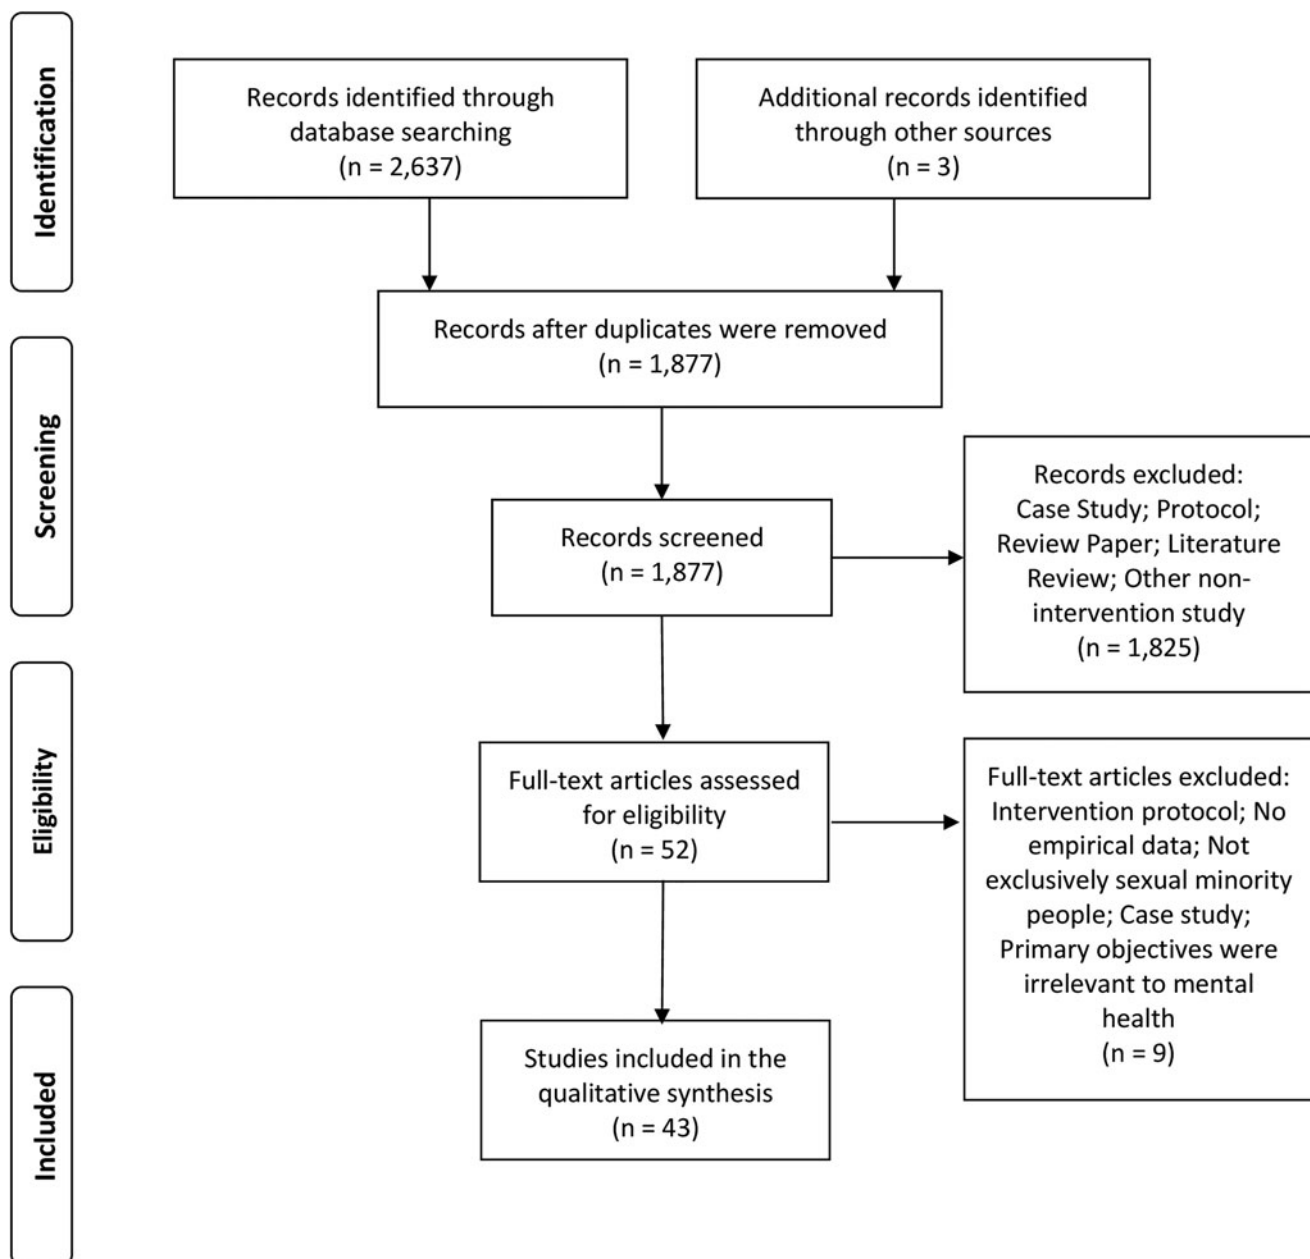 Identification
Records identified through
database searching
(n = 2,637)
Additional records identified
through other sources
(n = 3)
Records after duplicates were removed
(n = 1,877)
Screening
Records screened
(n = 1,877)
Records excluded:
Case Study; Protocol;
Review Paper; Literature
Review; Other non-
intervention study
(n = 1,825)
Eligibility
Full-text articles assessed
for eligibility
(n = 52)
Full-text articles excluded:
Intervention protocol; No
empirical data; Not
exclusively sexual minority
people; Case study;
Primary objectives were
irrelevant to mental
health
(n = 9)
Included
Studies included in the
qualitative synthesis
(n = 43)